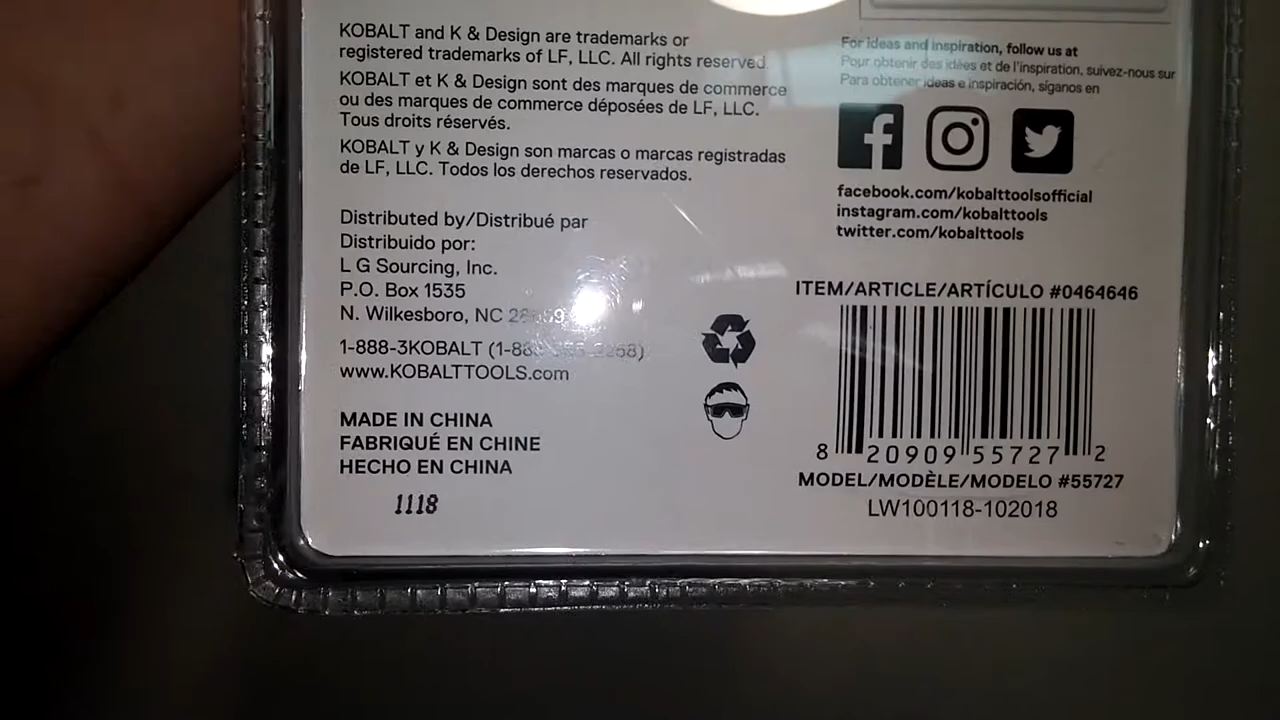 KOBALT and K & Design are trademarks or
registered trademarks of LF, LLC. All rights reserved.
KOBALT et K & Design sont des marques de commerce
ou des marques de commerce déposées de LF, LLC.
Tous droits réservés.
KOBALT y K & Design son marcas o marcas registradas
de LF, LLC. Todos los derechos reservados.
Distributed by/Distribué par
Distribuido por:
L G Sourcing, Inc.
P.O. Box 1535
N. Wilkesboro, NC
1-888-3KOBALT
www.KOBALTTOOLS.com
MADE IN CHINA
FABRIQUÉ EN CHINE
HECHO EN CHINA
1118
For ideas and inspiration, follow us at
Pour obtenir des idées et de l'inspiration, suivez-nous sur
Para obtener ideas e inspiración, síganos en
facebook.com/kobalttoolsofficial
instagram.com/kobalttools
twitter.com/kobalttools
ITEM/ARTICLE/ARTÍCULO #0464646
8 20909 55727 2
MODEL/MODÈLE/MODELO #55727
LW100118-102018